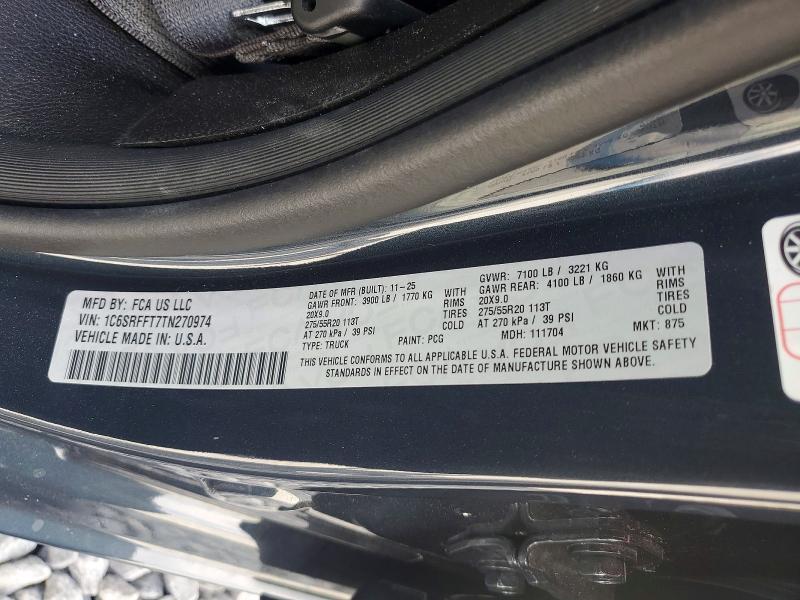 MFD BY: FCA US LLC
VIN: 1C6SRFFT7TN270974
VEHICLE MADE IN: U.S.A.
DATE OF MFR (BUILT): 11-25
GAWR FRONT: 3900 LB / 1770 KG WITH
20X9.0 RIMS
275/55R20 113T TIRES
AT 270 kPa / 39 PSI COLD
TYPE: TRUCK PAINT: PCG
GVWR: 7100 LB / 3221 KG
GAWR REAR: 4100 LB / 1860 KG WITH
20X9.0 RIMS
275/55R20 113T TIRES
AT 270 kPa / 39 PSI COLD
MDH: 111704 MKT: 875
THIS VEHICLE CONFORMS TO ALL APPLICABLE U.S.A. FEDERAL MOTOR VEHICLE SAFETY
STANDARDS IN EFFECT ON THE DATE OF MANUFACTURE SHOWN ABOVE.